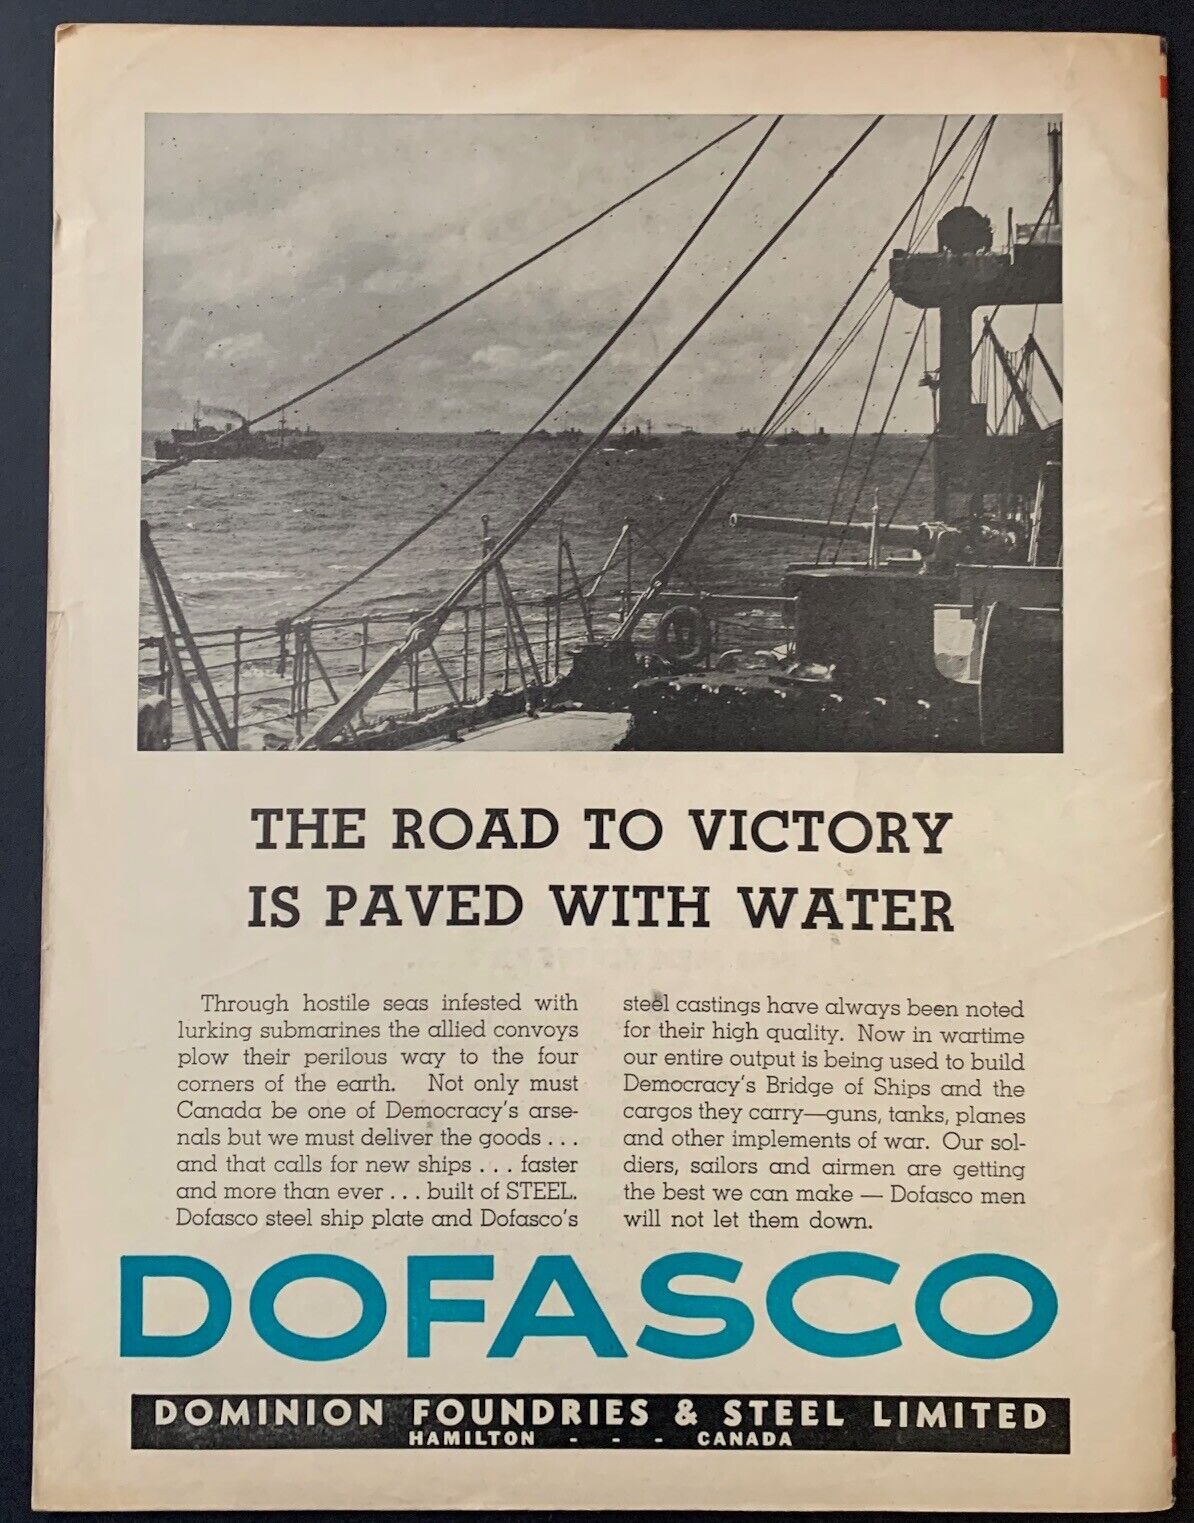 THE ROAD TO VICTORY
IS PAVED WITH WATER
Through hostile seas infested with
lurking submarines the allied convoys
plow their perilous way to the four
corners of the earth. Not only must
Canada be one of Democracy's arse-
nals but we must deliver the goods . . .
and that calls for new ships . . . faster
and more than ever . . . built of STEEL.
Dofasco steel ship plate and Dofasco's
steel castings have always been noted
for their high quality. Now in wartime
our entire output is being used to build
Democracy's Bridge of Ships and the
cargos they carry—guns, tanks, planes
and other implements of war. Our sol-
diers, sailors and airmen are getting
the best we can make — Dofasco men
will not let them down.
DOFASCO
DOMINION FOUNDRIES & STEEL LIMITED
HAMILTON - - - CANADA